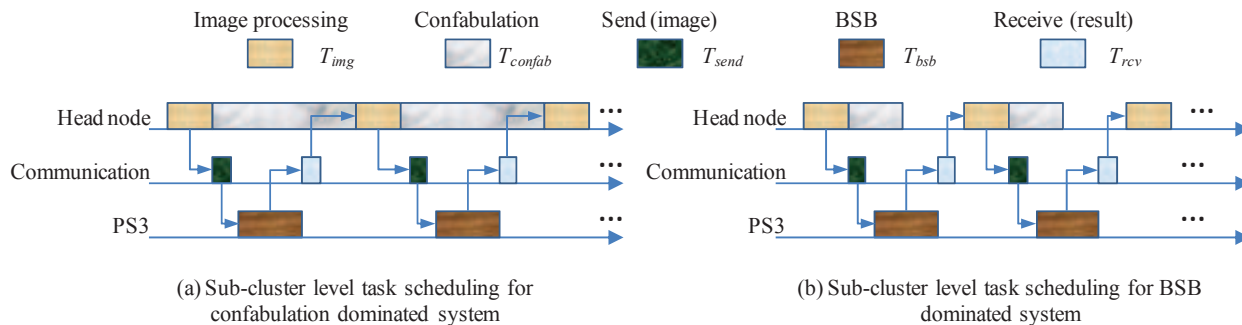 Image processing Confabulation Send (image) BSB Receive (result)
T_img T_confab T_send T_bsb T_rcv
Head node ... Head node ...
Communication ... Communication ...
PS3 ... PS3 ...
(a) Sub-cluster level task scheduling for
confabulation dominated system
(b) Sub-cluster level task scheduling for BSB
dominated system